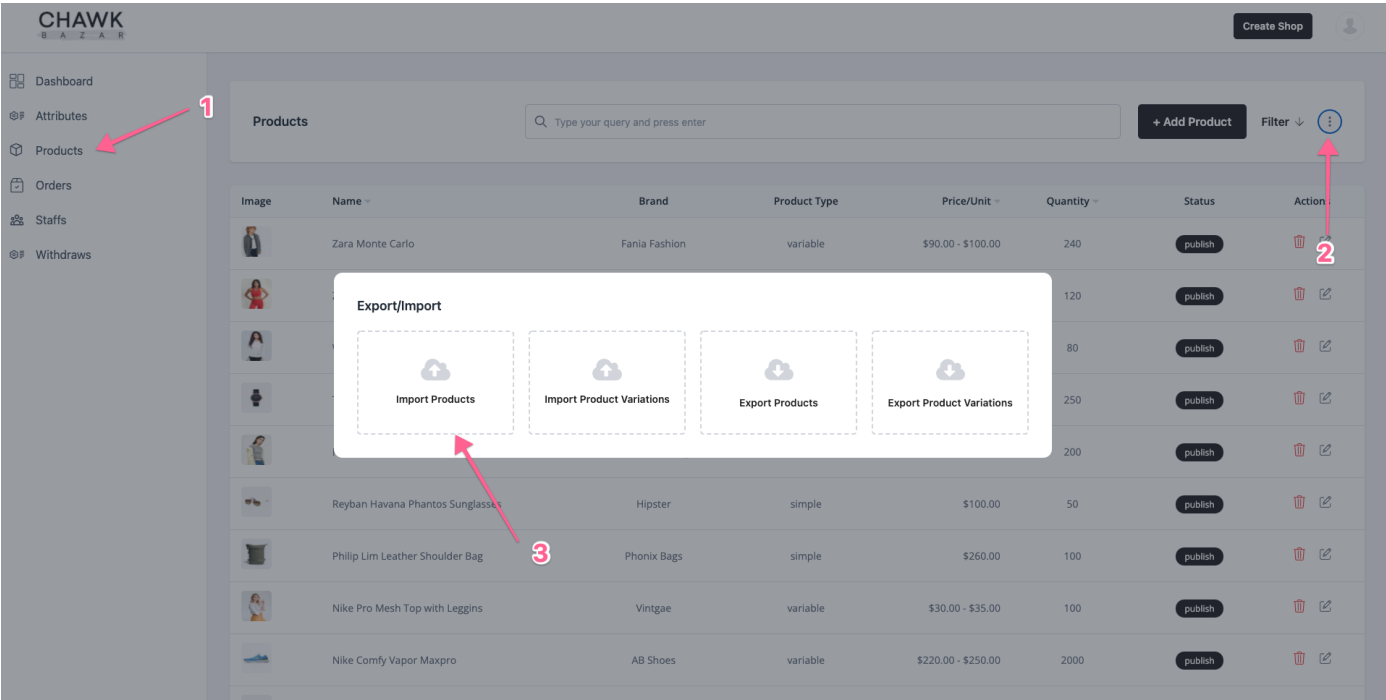 CHAWK
BAZAR
Create Shop
Dashboard
Attributes
Products
Orders
Staffs
Withdraws
1
Products
Type your query and press enter
+ Add Product
Filter ↓
2
Image Name Brand Product Type Price/Unit Quantity Status Actions
Zara Monte Carlo Fania Fashion variable $90.00 - $100.00 240 publish
120 publish
80 publish
250 publish
200 publish
Export/Import
Import Products
Import Product Variations
Export Products
Export Product Variations
3
Reyban Havana Phantos Sunglasses Hipster simple $100.00 50 publish
Philip Lim Leather Shoulder Bag Phonix Bags simple $260.00 100 publish
Nike Pro Mesh Top with Leggins Vintgae variable $30.00 - $35.00 100 publish
Nike Comfy Vapor Maxpro AB Shoes variable $220.00 - $250.00 2000 publish